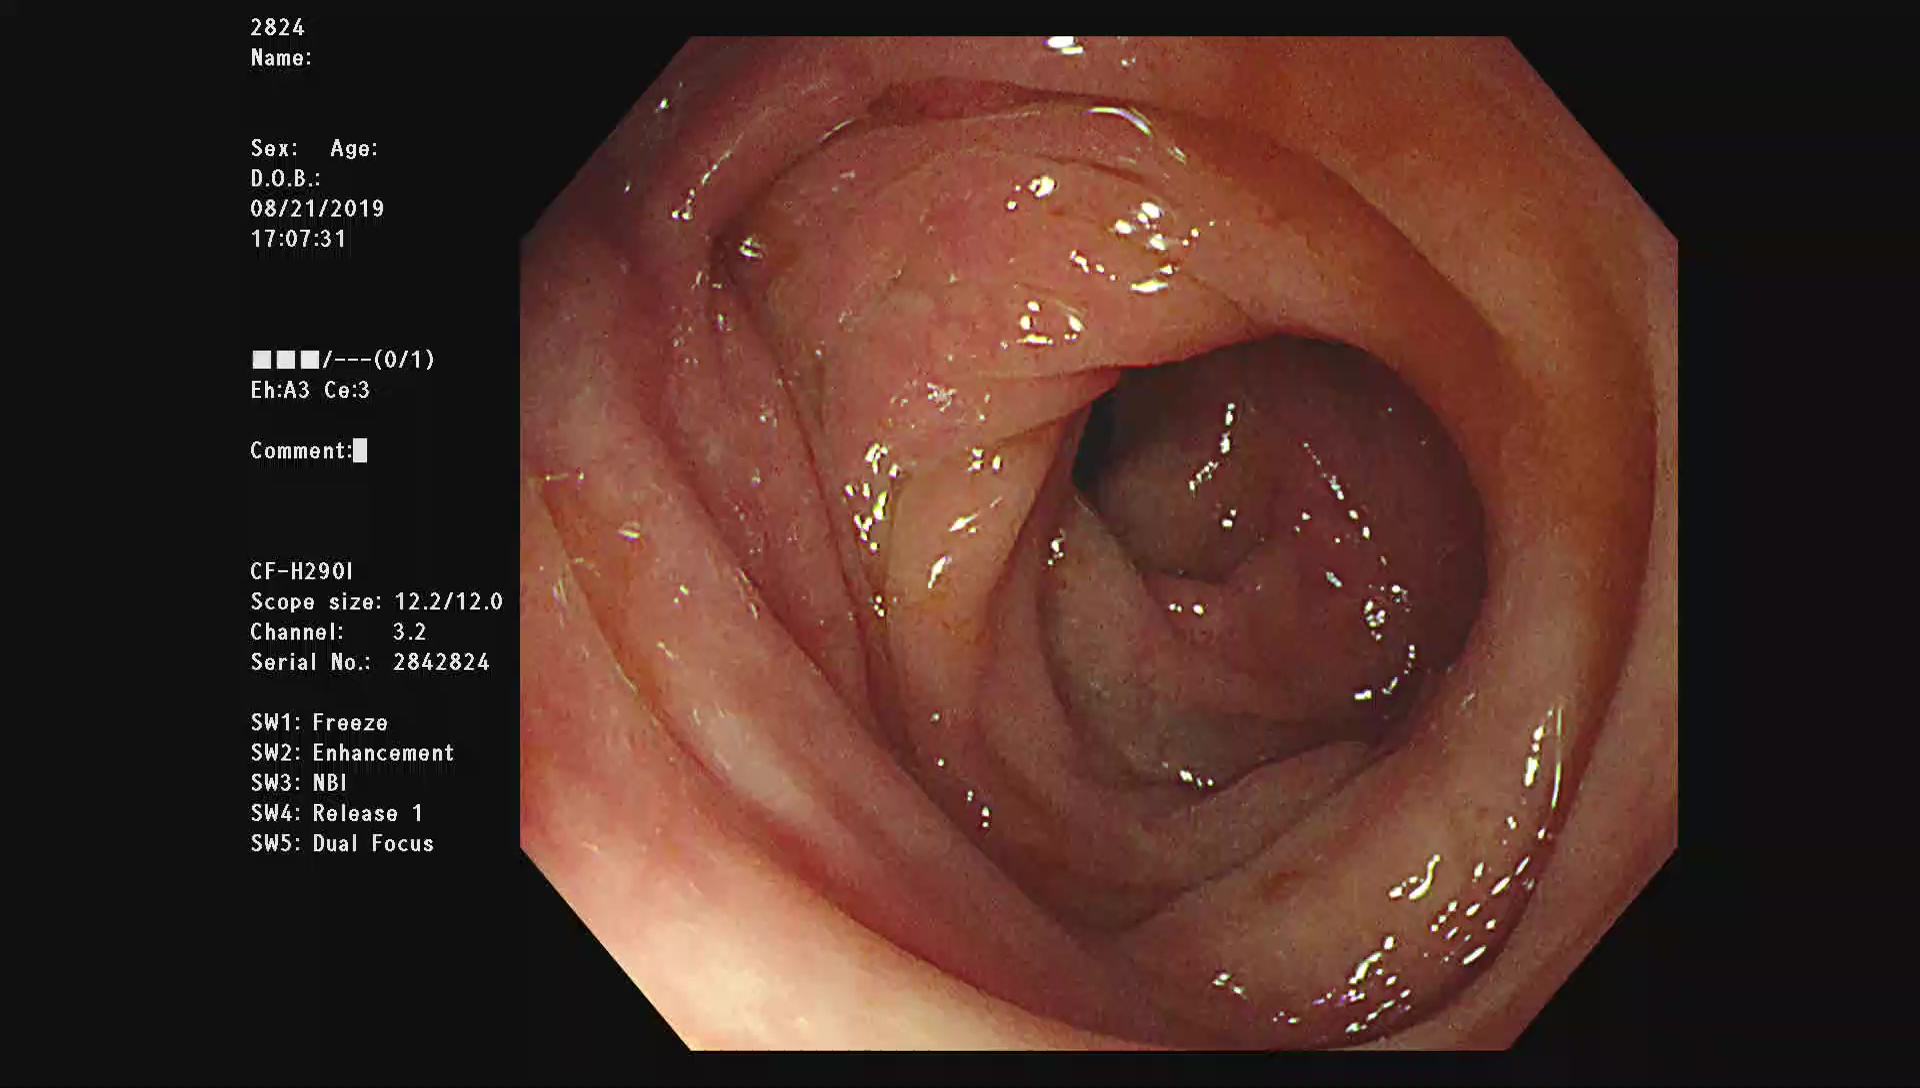 2824
Name:
Sex: Age:
D.O.B.:
08/21/2019
17:07:31
■■■/---(0/1)
Eh:A3 Ce:3
Comment:
CF-H290I
Scope size: 12.2/12.0
Channel: 3.2
Serial No.: 2842824
SW1: Freeze
SW2: Enhancement
SW3: NBI
SW4: Release 1
SW5: Dual Focus